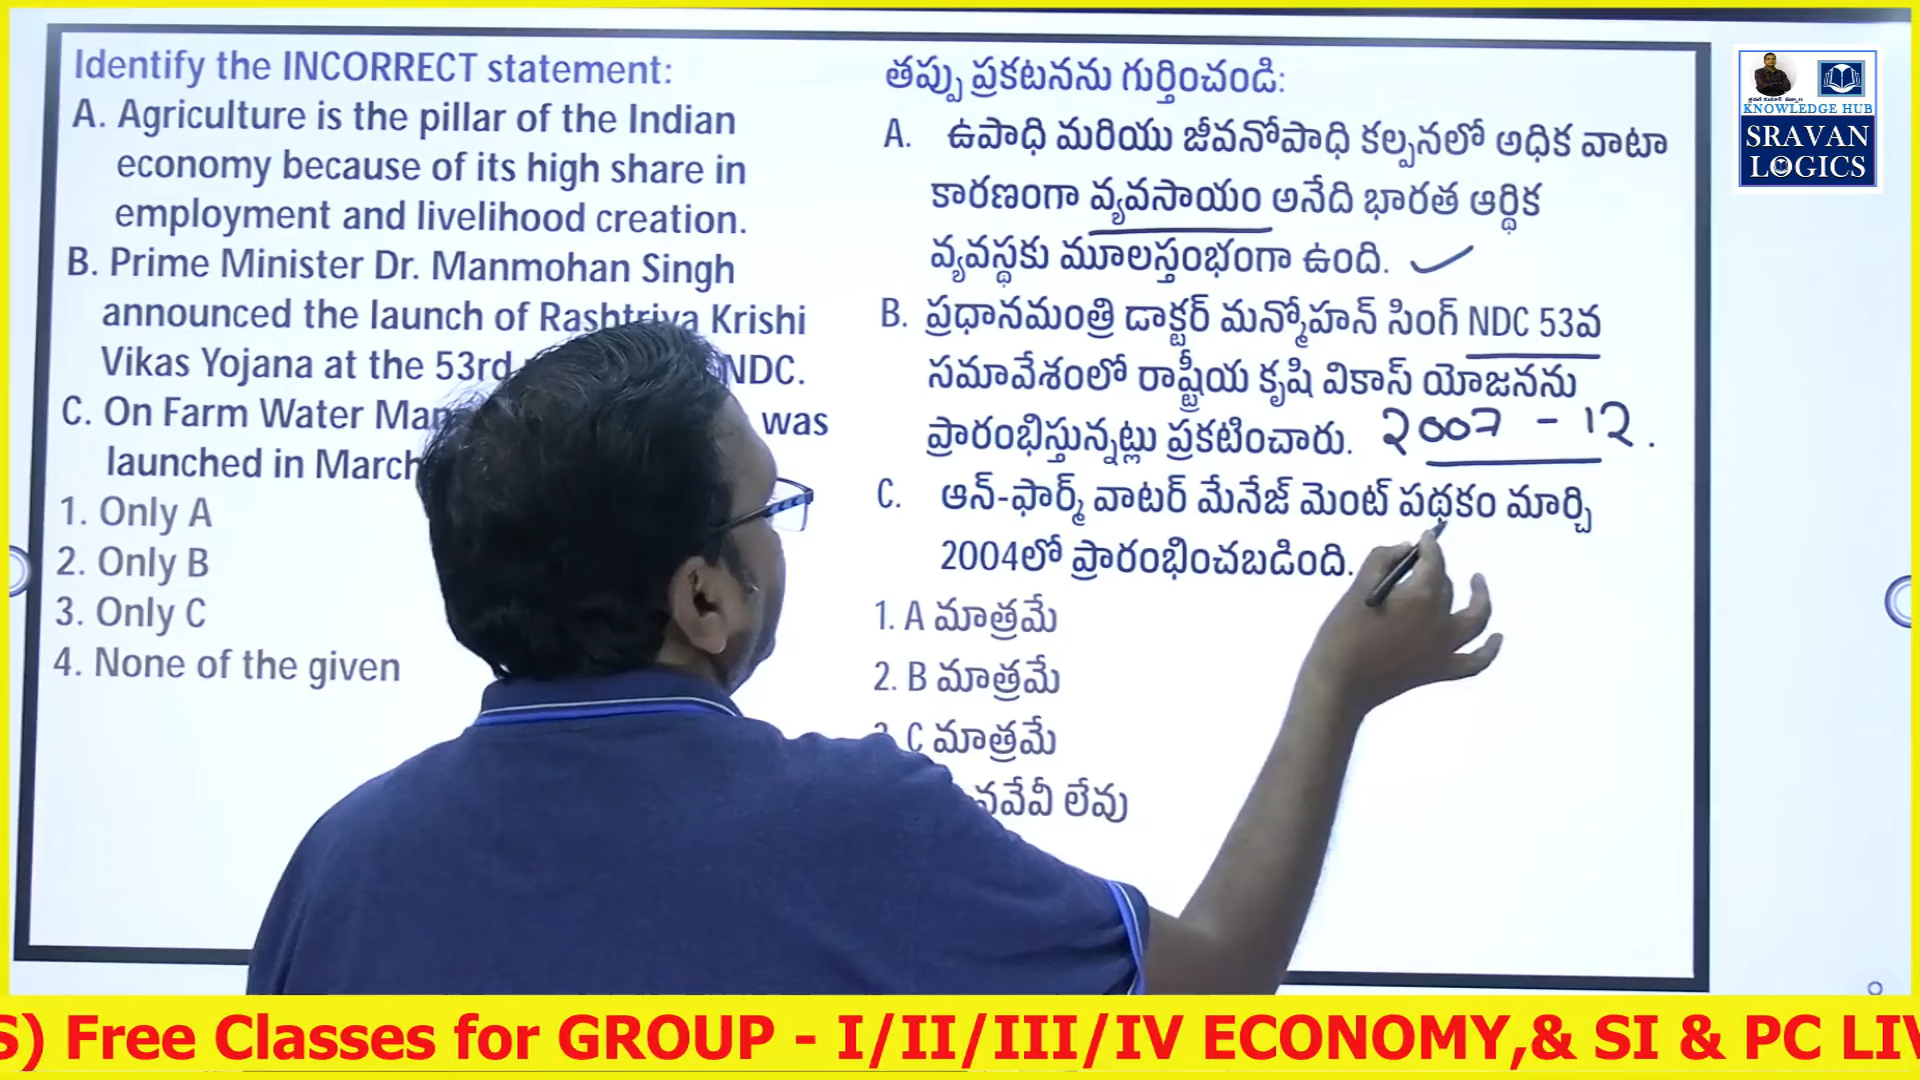 Identify the INCORRECT statement:
A. Agriculture is the pillar of the Indian
economy because of its high share in
employment and livelihood creation.
B. Prime Minister Dr. Manmohan Singh
announced the launch of Rashtriya Krishi
Vikas Yojana at the 53rd NDC.
C. On Farm Water Man was
launched in March
1. Only A
2. Only B
3. Only C
4. None of the given
తప్పు ప్రకటనను గుర్తించండి:
A. ఉపాధి మరియు జీవనోపాధి కల్పనలో అధిక వాటా
కారణంగా వ్యవసాయం అనేది భారత ఆర్థిక
వ్యవస్థకు మూలస్తంభంగా ఉంది.
B. ప్రధానమంత్రి డాక్టర్ మన్మోహన్ సింగ్ NDC 53వ
సమావేశంలో రాష్ట్రీయ కృషి వికాస్ యోజనను
ప్రారంభిస్తున్నట్లు ప్రకటించారు. 2007 - 12.
C. ఆన్-ఫార్మ్ వాటర్ మేనేజ్ మెంట్ పథకం మార్చి
2004లో ప్రారంభించబడింది.
1. A మాత్రమే
2. B మాత్రమే
C మాత్రమే
లేవు
KNOWLEDGE HUB
SRAVAN
LOGICS
S) Free Classes for GROUP - I/II/III/IV ECONOMY,& SI & PC LIV